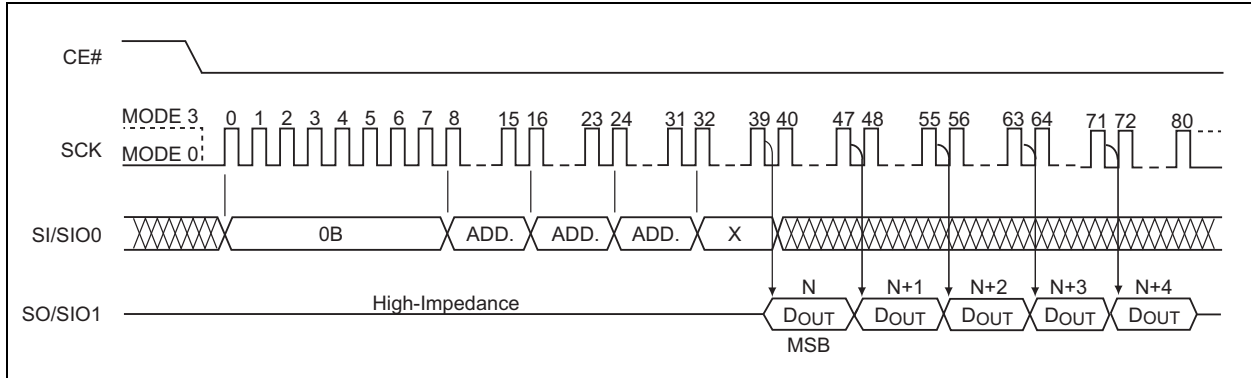 CE#
MODE 3 0 1 2 3 4 5 6 7 8 15 16 23 24 31 32 39 40 47 48 55 56 63 64 71 72 80
SCK MODE 0
SI/SIO0 0B ADD. ADD. ADD. X
N N+1 N+2 N+3 N+4
SO/SIO1 High-Impedance DOUT DOUT DOUT DOUT DOUT
MSB